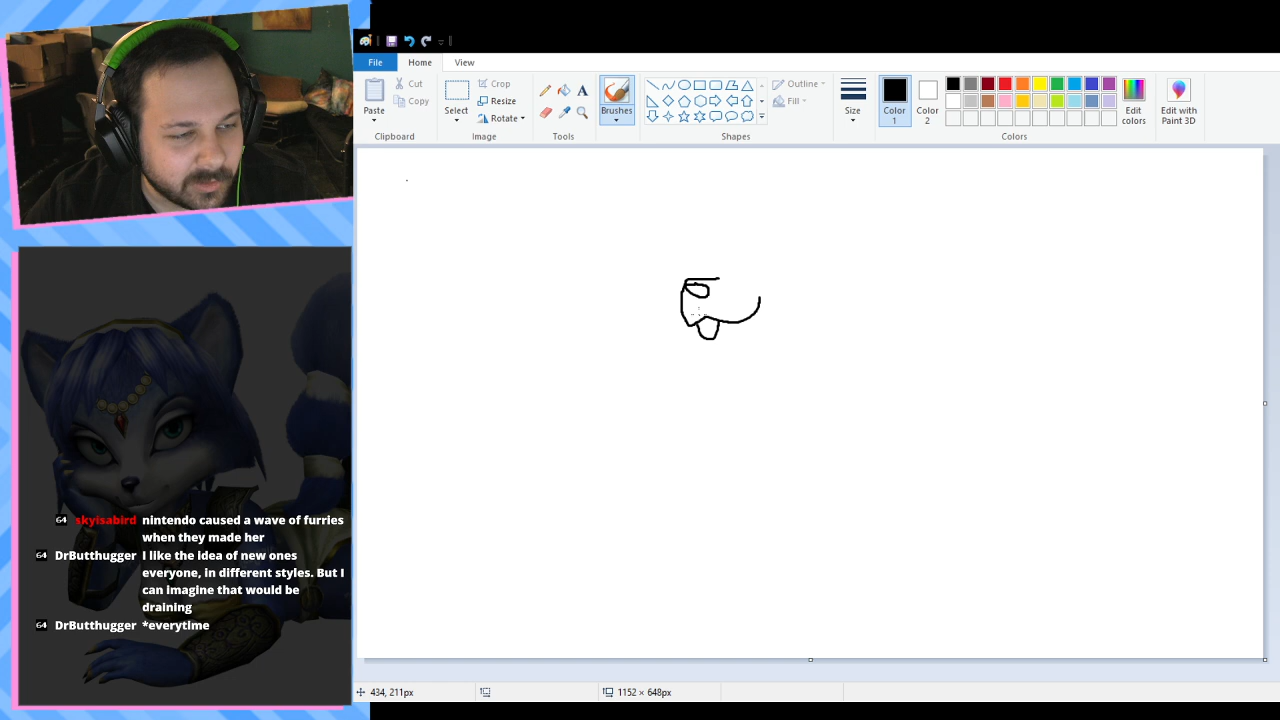 File Home View
Paste
Cut
Copy
Clipboard
Select
Crop
Resize
Rotate
Image
A
Tools
Brushes
Shapes
Outline
Fill
Size
Color 1
Color 2
Edit colors
Colors
Edit with Paint 3D
64 skyisabird nintendo caused a wave of furries
when they made her
64 DrButthugger I like the idea of new ones
everyone, in different styles. But I
can imagine that would be
draining
64 DrButthugger *everytime
434, 211px 1152 × 648px